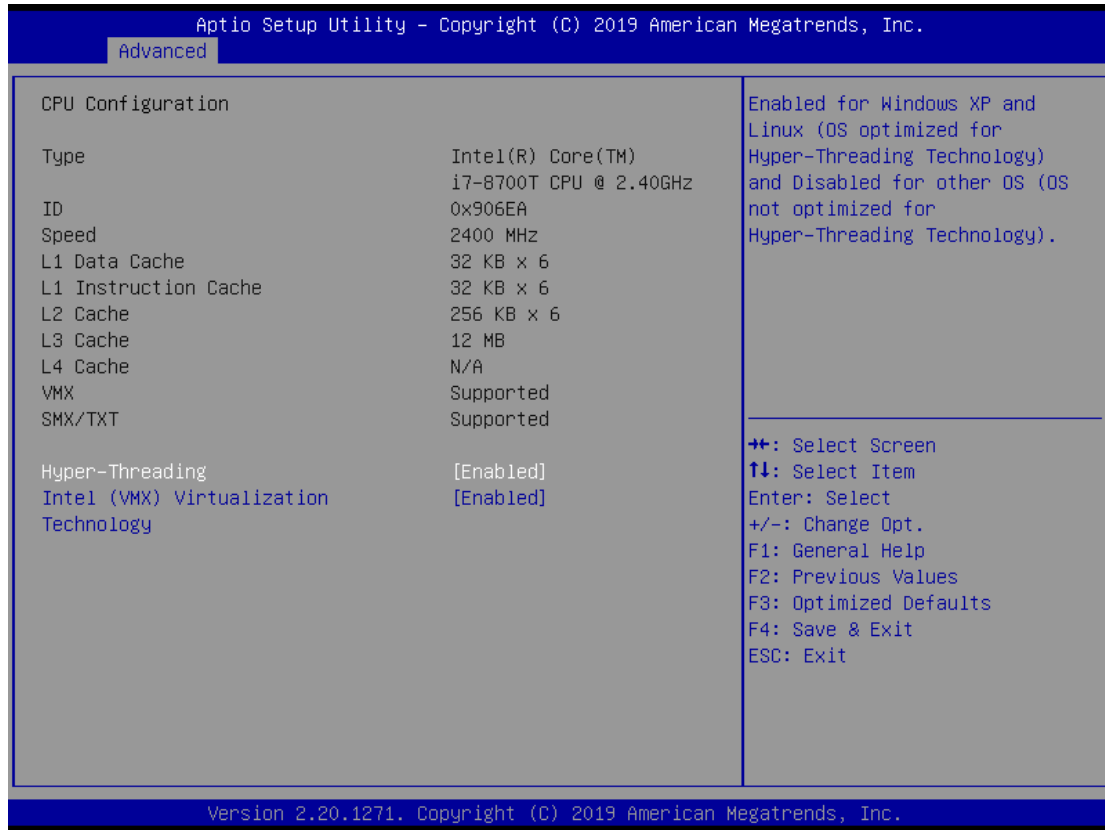 Aptio Setup Utility – Copyright (C) 2019 American Megatrends, Inc.
Advanced
CPU Configuration
Type Intel(R) Core(TM)
i7-8700T CPU @ 2.40GHz
ID 0x906EA
Speed 2400 MHz
L1 Data Cache 32 KB x 6
L1 Instruction Cache 32 KB x 6
L2 Cache 256 KB x 6
L3 Cache 12 MB
L4 Cache N/A
VMX Supported
SMX/TXT Supported
Hyper-Threading [Enabled]
Intel (VMX) Virtualization [Enabled]
Technology
Enabled for Windows XP and
Linux (OS optimized for
Hyper-Threading Technology)
and Disabled for other OS (OS
not optimized for
Hyper-Threading Technology).
→←: Select Screen
↑↓: Select Item
Enter: Select
+/-: Change Opt.
F1: General Help
F2: Previous Values
F3: Optimized Defaults
F4: Save & Exit
ESC: Exit
Version 2.20.1271. Copyright (C) 2019 American Megatrends, Inc.